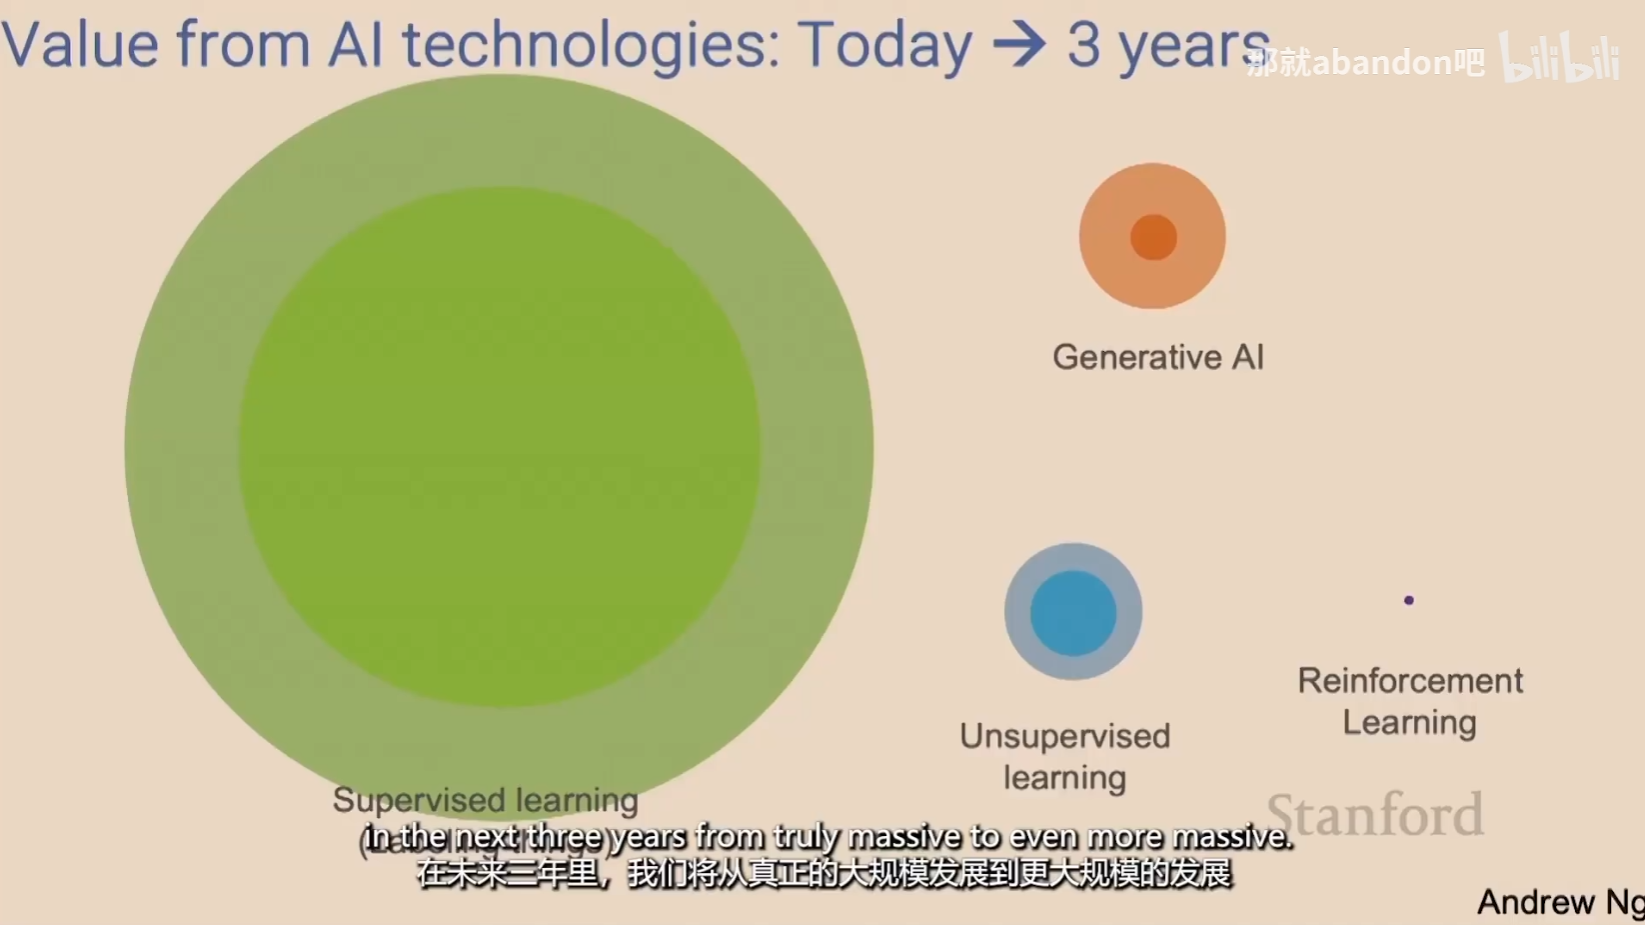 Value from AI technologies: Today → 3 years
那就abandon吧 bilibili
Generative AI
Reinforcement
Learning
Unsupervised
learning
Supervised learning
(Labeling things)
Stanford
in the next three years from truly massive to even more massive.
在未来三年里，我们将从真正的大规模发展到更大规模的发展
Andrew Ng